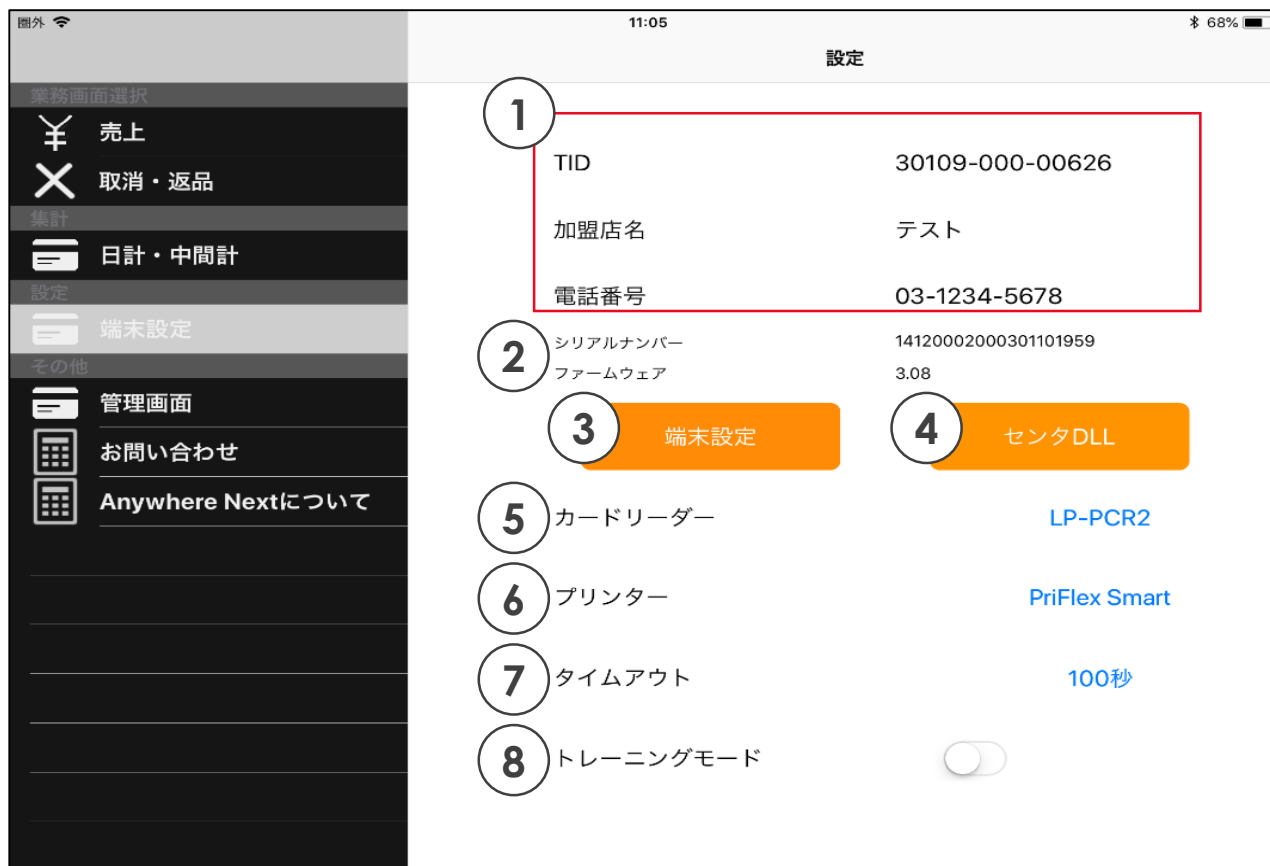 圏外 11:05 68%
設定
業務画面選択
売上
取消・返品
集計
日計・中間計
設定
端末設定
その他
管理画面
お問い合わせ
Anywhere Nextについて
1
TID 30109-000-00626
加盟店名 テスト
電話番号 03-1234-5678
2
シリアルナンバー 14120002000301101959
ファームウェア 3.08
3 端末設定 4 センタDLL
5 カードリーダー LP-PCR2
6 プリンター PriFlex Smart
7 タイムアウト 100秒
8 トレーニングモード